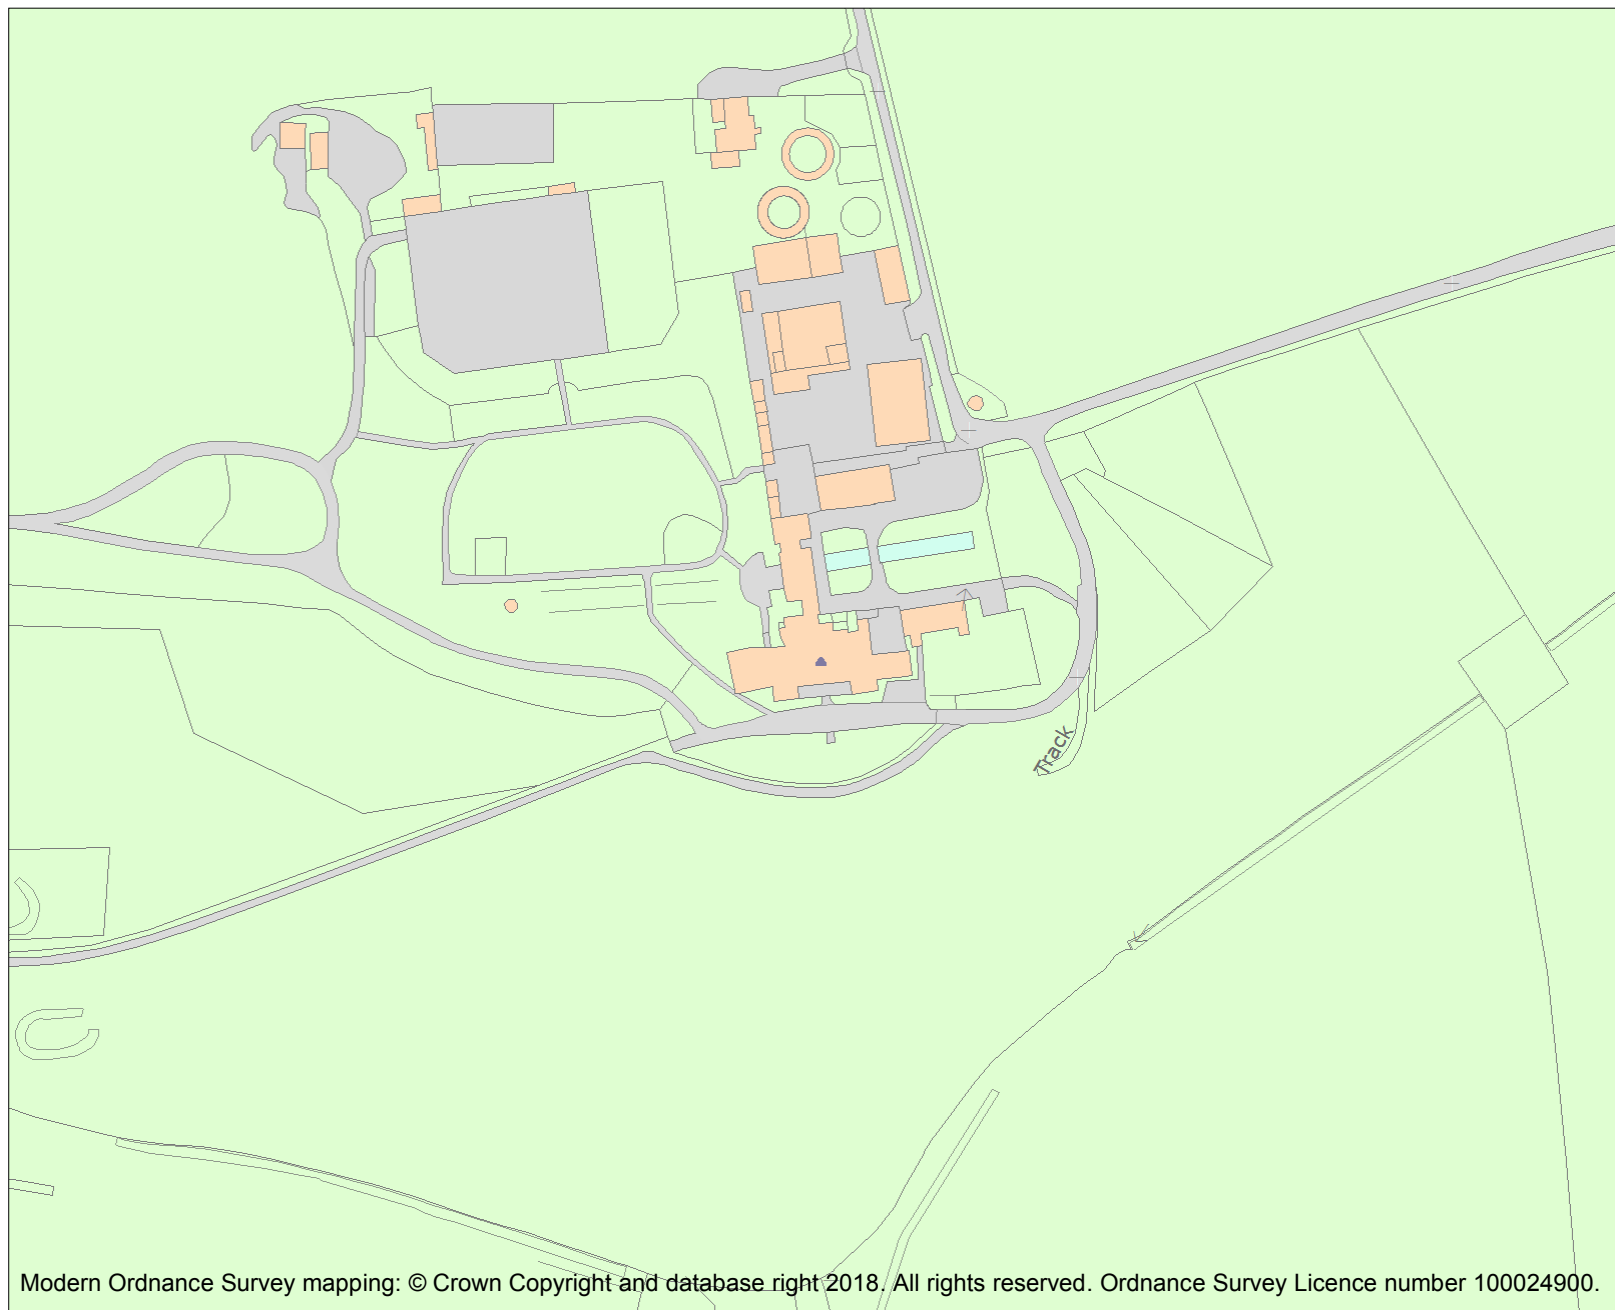 Track
Modern Ordnance Survey mapping: © Crown Copyright and database right 2018. All rights reserved. Ordnance Survey Licence number 100024900.